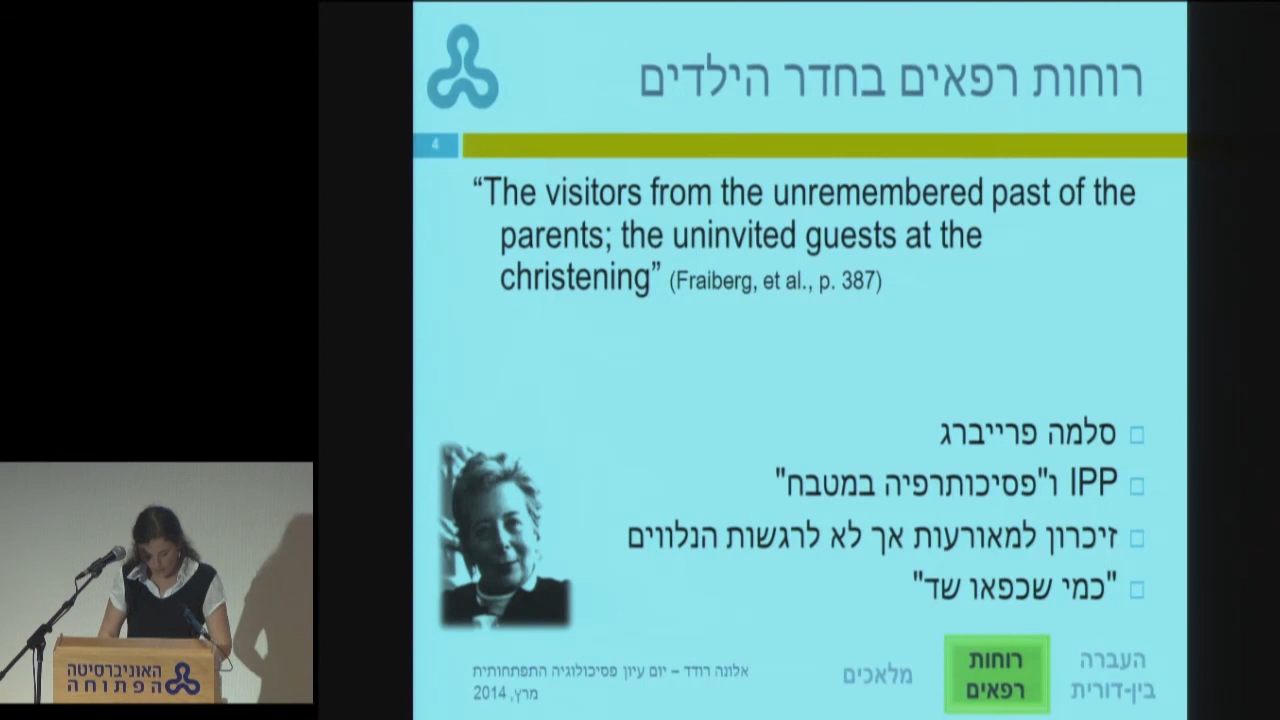 רוחות רפאים בחדר הילדים
4
“The visitors from the unremembered past of the
parents; the uninvited guests at the
christening” (Fraiberg, et al., p. 387)
סלמה פרייברג
IPP ו"פסיכותרפיה במטבח"
זיכרון למאורעות אך לא לרגשות הנלווים
"כמי שכפאו שד"
העברה
בין-דורית
רוחות
רפאים
מלאכים
אלונה רודד – יום עיון פסיכולוגיה התפתחותית
מרץ, 2014
האוניברסיטה
הפתוחה